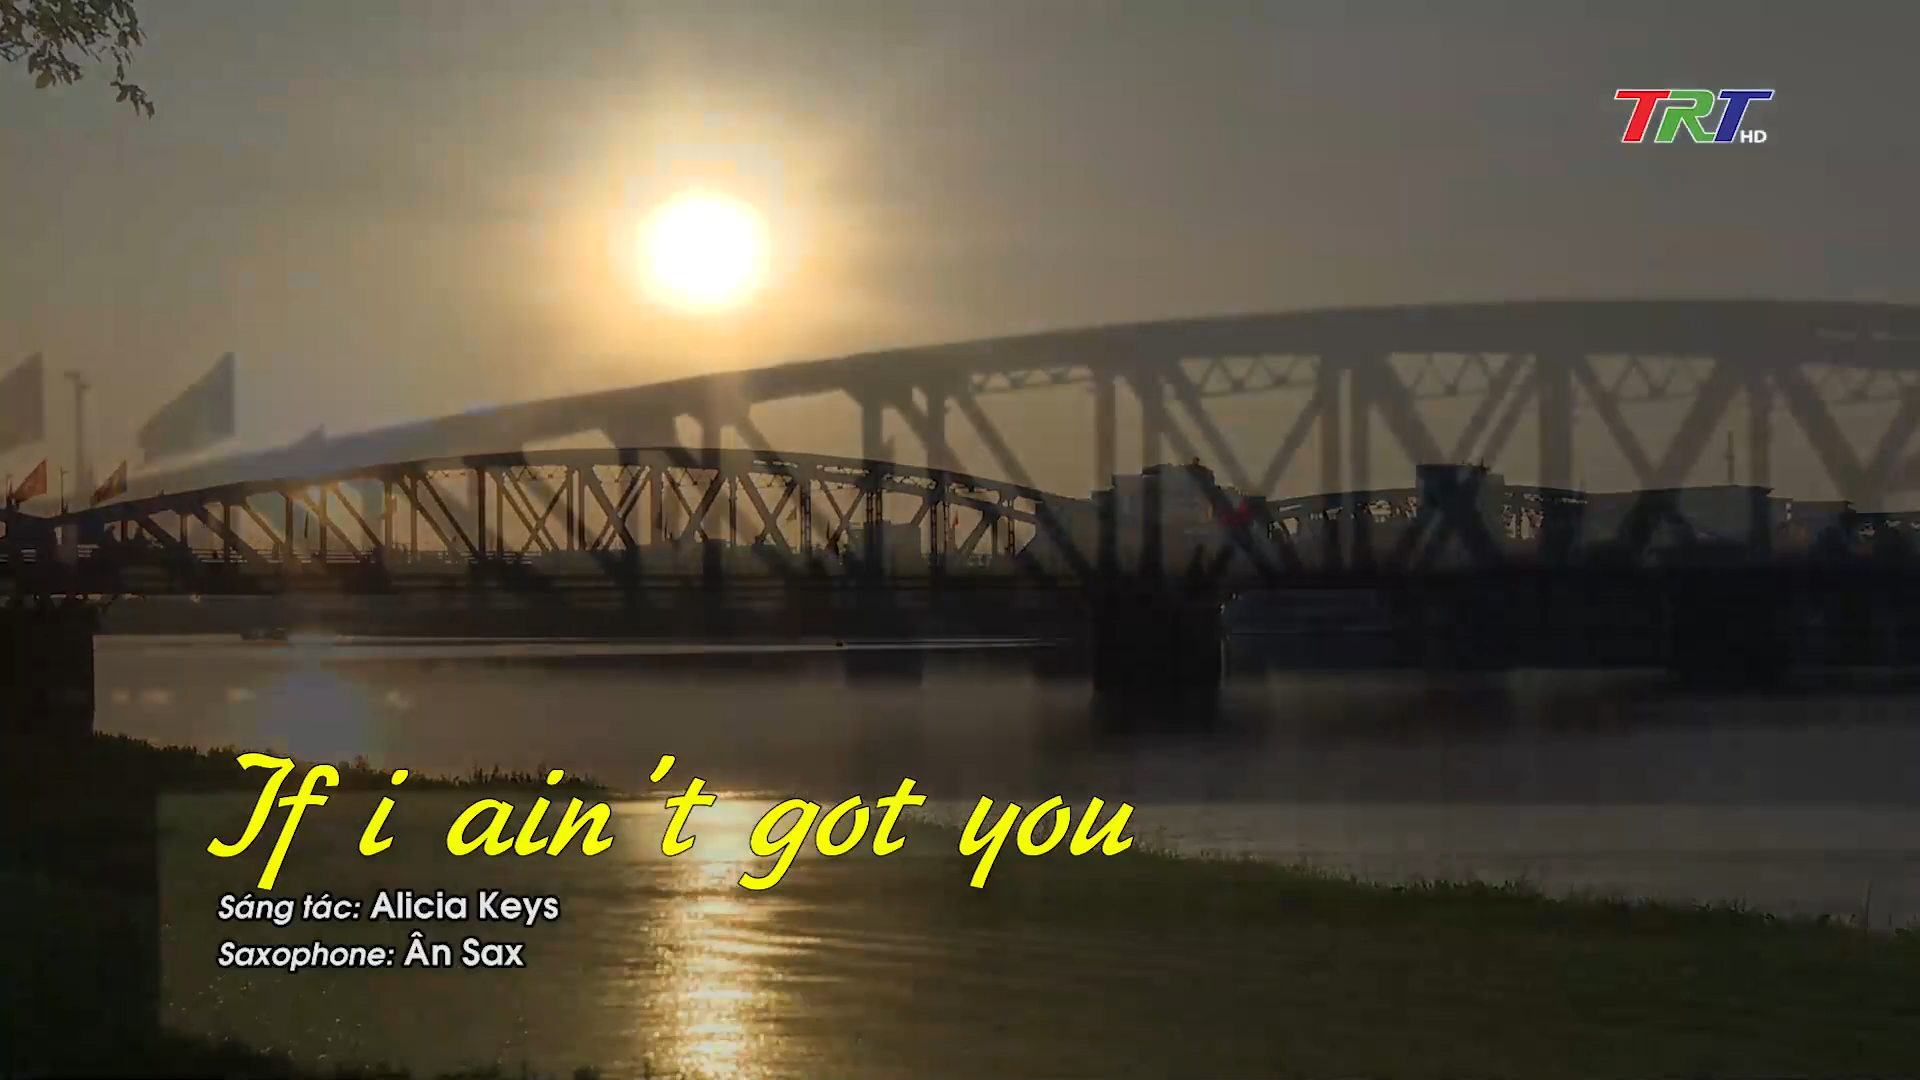 TRT HD
If i ain't got you
Sáng tác: Alicia Keys
Saxophone: Ân Sax